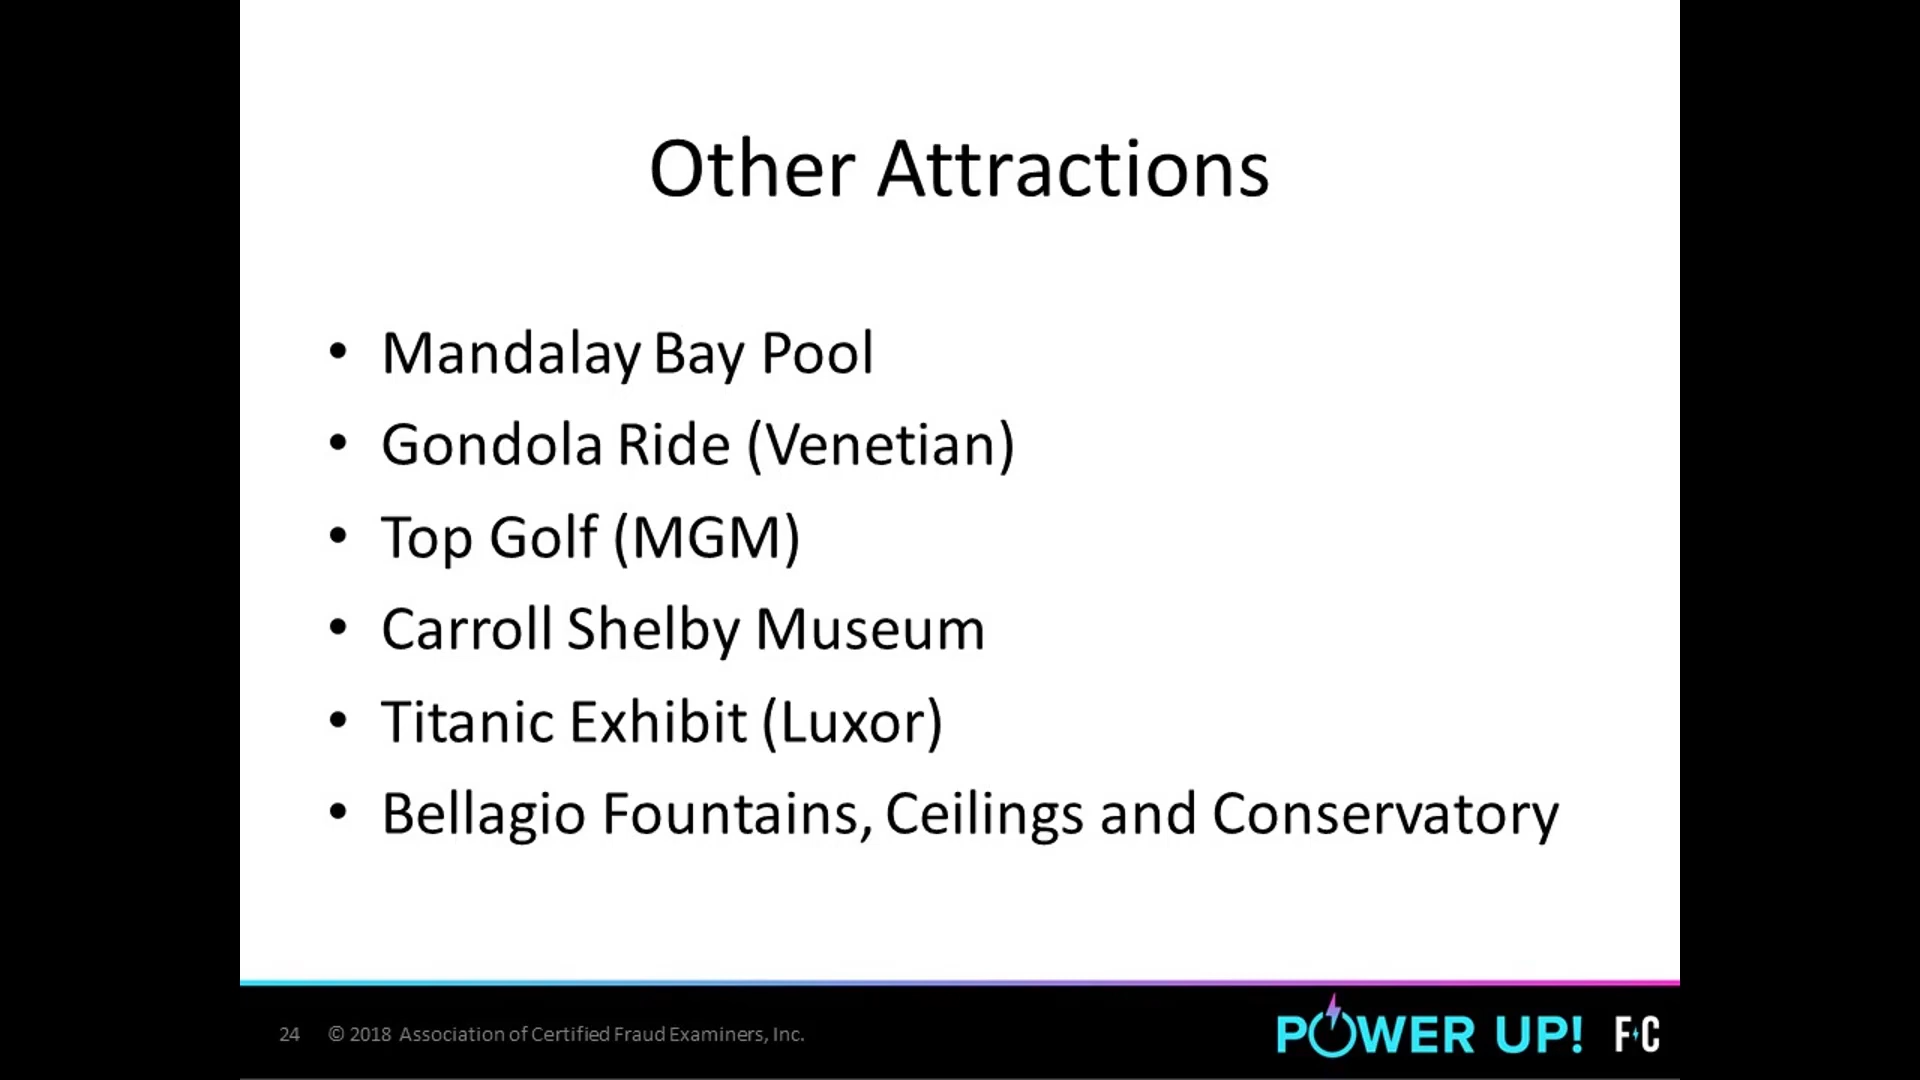 Other Attractions
• Mandalay Bay Pool
• Gondola Ride (Venetian)
• Top Golf (MGM)
• Carroll Shelby Museum
• Titanic Exhibit (Luxor)
• Bellagio Fountains, Ceilings and Conservatory
24 © 2018 Association of Certified Fraud Examiners, Inc.
POWER UP! F C